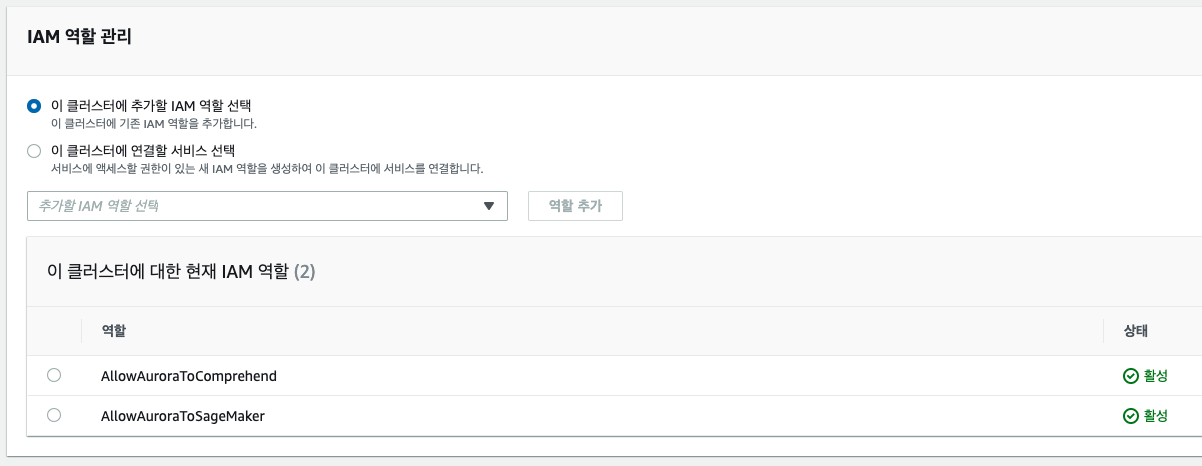 IAM 역할 관리
이 클러스터에 추가할 IAM 역할 선택
이 클러스터에 기존 IAM 역할을 추가합니다.
이 클러스터에 연결할 서비스 선택
서비스에 액세스할 권한이 있는 새 IAM 역할을 생성하여 이 클러스터에 서비스를 연결합니다.
추가할 IAM 역할 선택
역할 추가
이 클러스터에 대한 현재 IAM 역할 (2)
역할 상태
AllowAuroraToComprehend 활성
AllowAuroraToSageMaker 활성